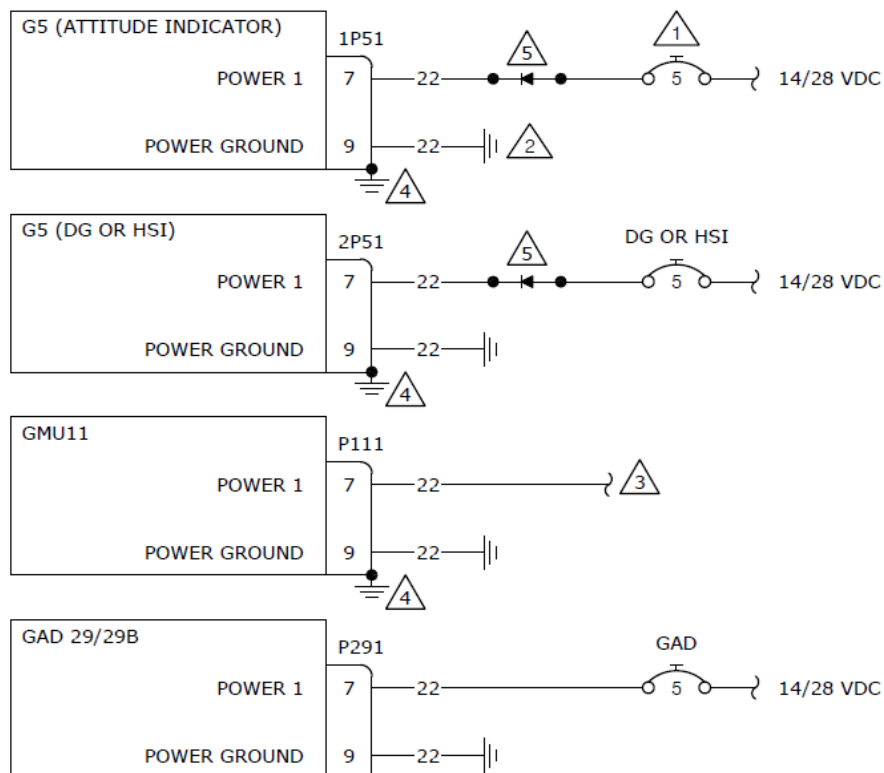 G5 (ATTITUDE INDICATOR)
1P51
1
5
POWER 1 7 22 5 14/28 VDC
POWER GROUND 9 22 2
4
G5 (DG OR HSI)
2P51
5
DG OR HSI
POWER 1 7 22 5 14/28 VDC
POWER GROUND 9 22
4
GMU11
P111
POWER 1 7 22 3
POWER GROUND 9 22
4
GAD 29/29B
P291
GAD
POWER 1 7 22 5 14/28 VDC
POWER GROUND 9 22